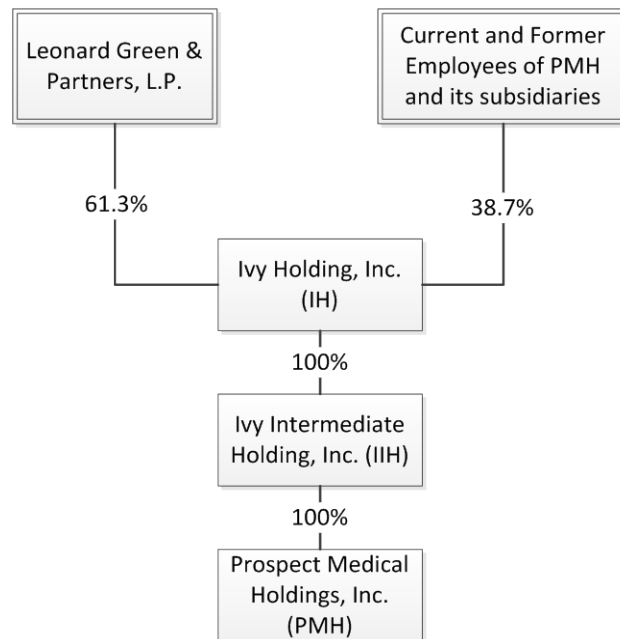 Leonard Green &
Partners, L.P.
Current and Former
Employees of PMH
and its subsidiaries
61.3%
38.7%
Ivy Holding, Inc.
(IH)
100%
Ivy Intermediate
Holding, Inc. (IIH)
100%
Prospect Medical
Holdings, Inc.
(PMH)